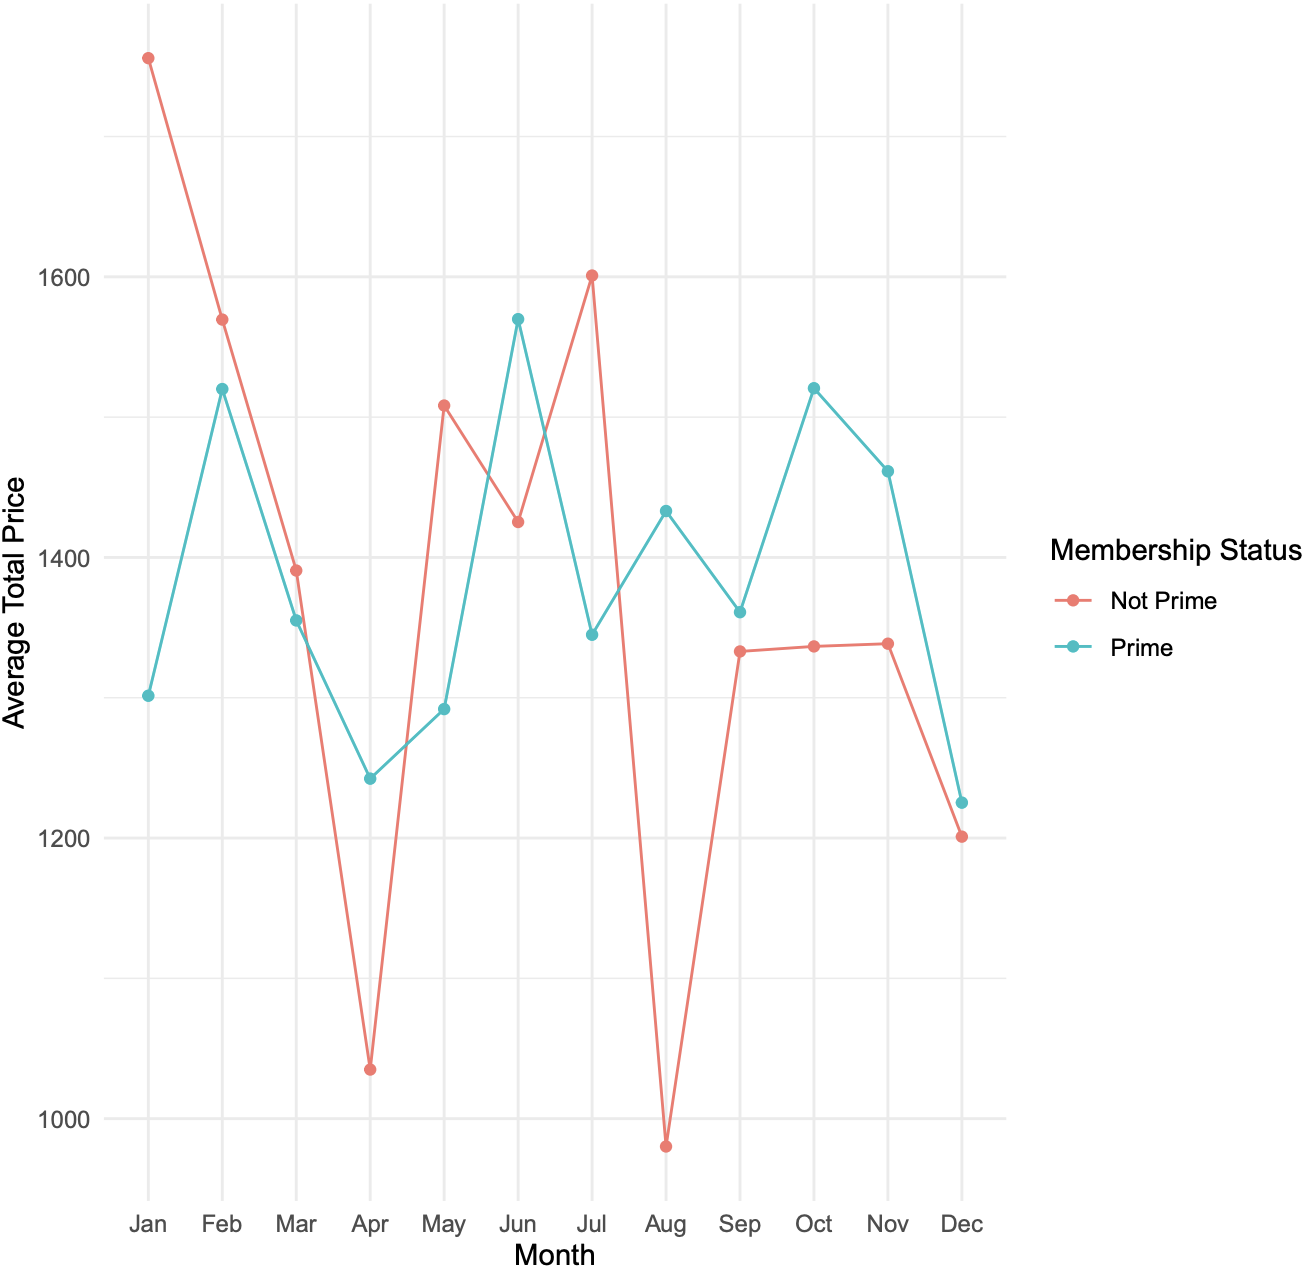 Average Total Price
1600
1400
1200
1000
Jan Feb Mar Apr May Jun Jul Aug Sep Oct Nov Dec
Month
Membership Status
Not Prime
Prime